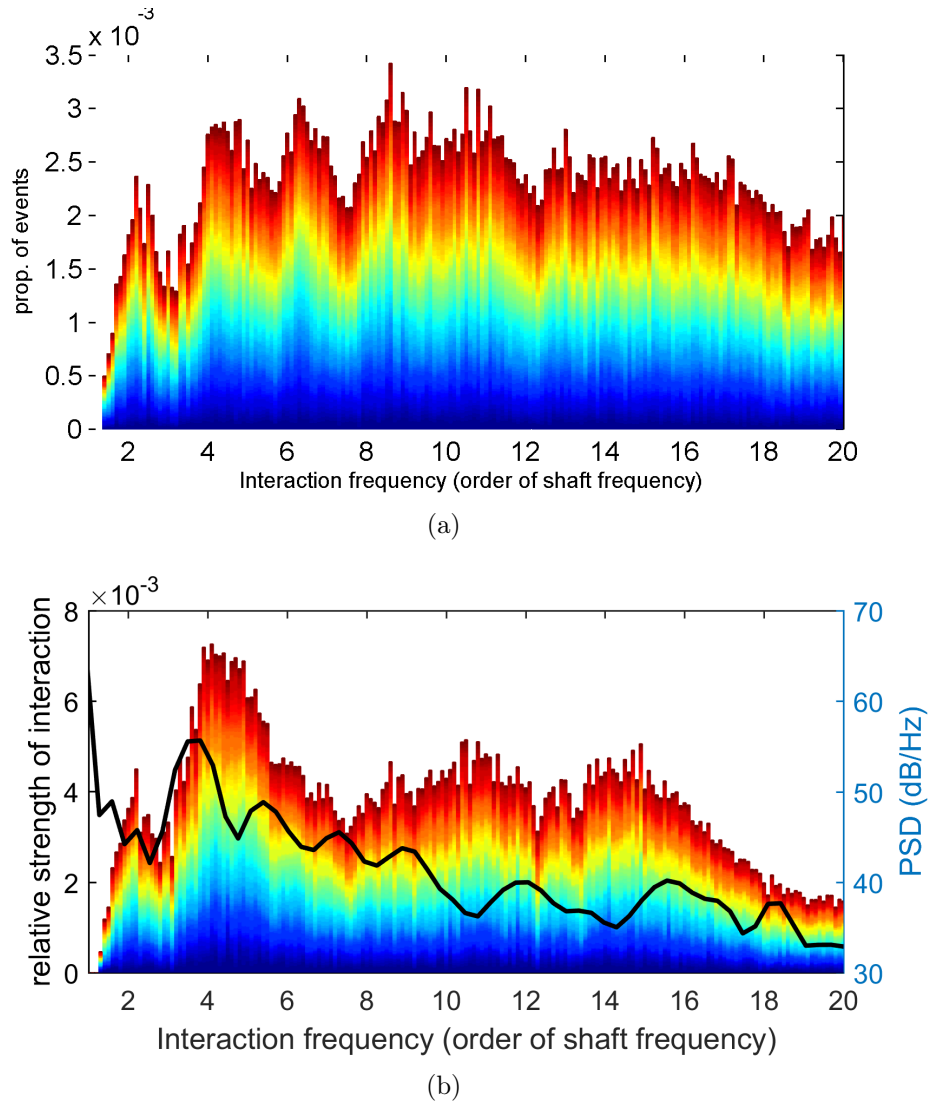 x 10-3
3.5
3
2.5
2
1.5
1
0.5
0
prop. of events
2 4 6 8 10 12 14 16 18 20
Interaction frequency (order of shaft frequency)
(a)
×10-3
8
6
4
2
0
relative strength of interaction
70
60
50
40
30
PSD (dB/Hz)
2 4 6 8 10 12 14 16 18 20
Interaction frequency (order of shaft frequency)
(b)